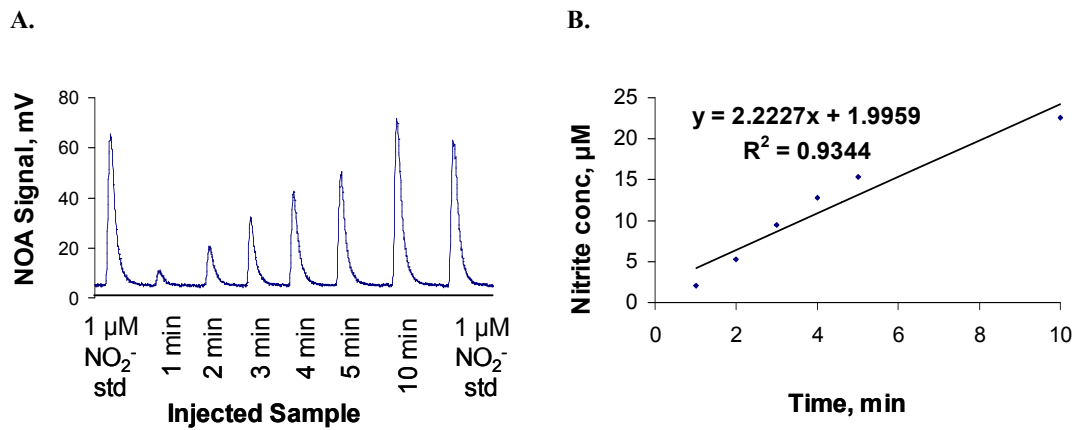 A.
B.
NOA Signal, mV
80
60
40
20
0
1 µM
NO₂⁻
std
1 min
2 min
3 min
4 min
5 min
10 min
1 µM
NO₂⁻
std
Injected Sample
Nitrite conc, µM
25
20
15
10
5
0
y = 2.2227x + 1.9959
R² = 0.9344
0 2 4 6 8 10
Time, min